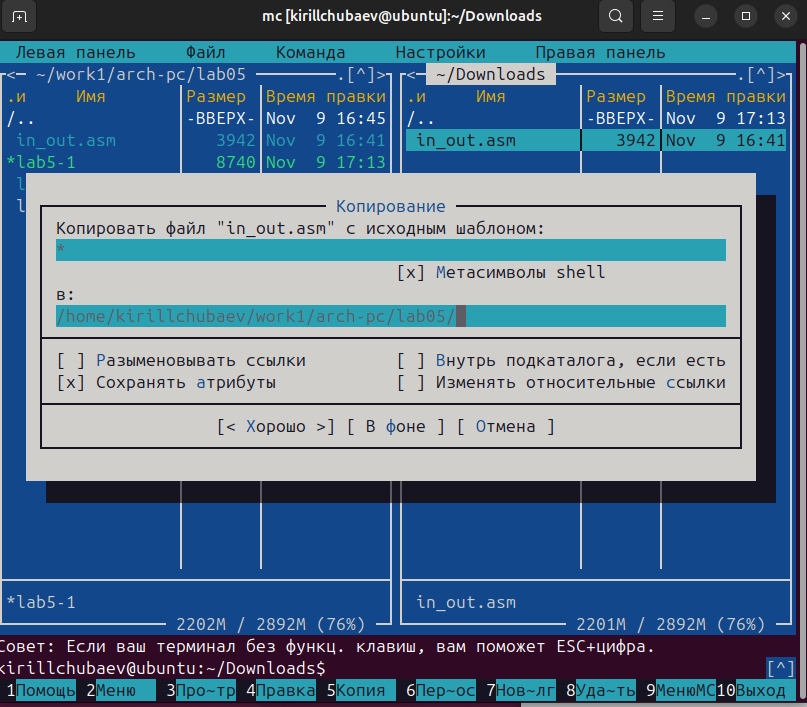 mc [kirillchubaev@ubuntu]:~/Downloads
Левая панель Файл Команда Настройки Правая панель
<─ ~/work1/arch-pc/lab05 ─.[^]> <─ ~/Downloads ─.[^]>
.и Имя Размер Время правки .и Имя Размер Время правки
/.. -ВВЕРХ- Nov 9 16:45 /.. -ВВЕРХ- Nov 9 17:13
in_out.asm 3942 Nov 9 16:41 in_out.asm 3942 Nov 9 16:41
*lab5-1 8740 Nov 9 17:13
l
l
Копирование
Копировать файл "in_out.asm" с исходным шаблоном:
*
[x] Метасимволы shell
в:
/home/kirillchubaev/work1/arch-pc/lab05/
[ ] Разыменовывать ссылки [ ] Внутрь подкаталога, если есть
[x] Сохранять атрибуты [ ] Изменять относительные ссылки
[< Хорошо >] [ В фоне ] [ Отмена ]
*lab5-1 in_out.asm
2202M / 2892M (76%) 2201M / 2892M (76%)
Совет: Если ваш терминал без функц. клавиш, вам поможет ESC+цифра.
kirillchubaev@ubuntu:~/Downloads$ [^]
1Помощь 2Меню 3Про~тр 4Правка 5Копия 6Пер~ос 7Нов~лг 8Уда~ть 9МенюMC 10Выход